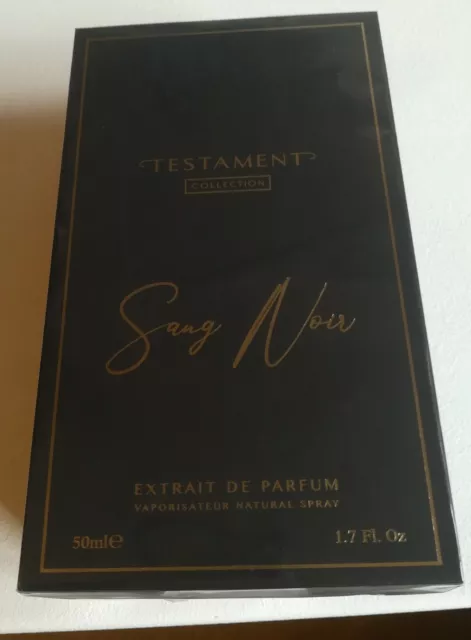 TESTAMENT
COLLECTION
Sang Noir
EXTRAIT DE PARFUM
VAPORISATEUR NATURAL SPRAY
50ml℮ 1.7 Fl. Oz